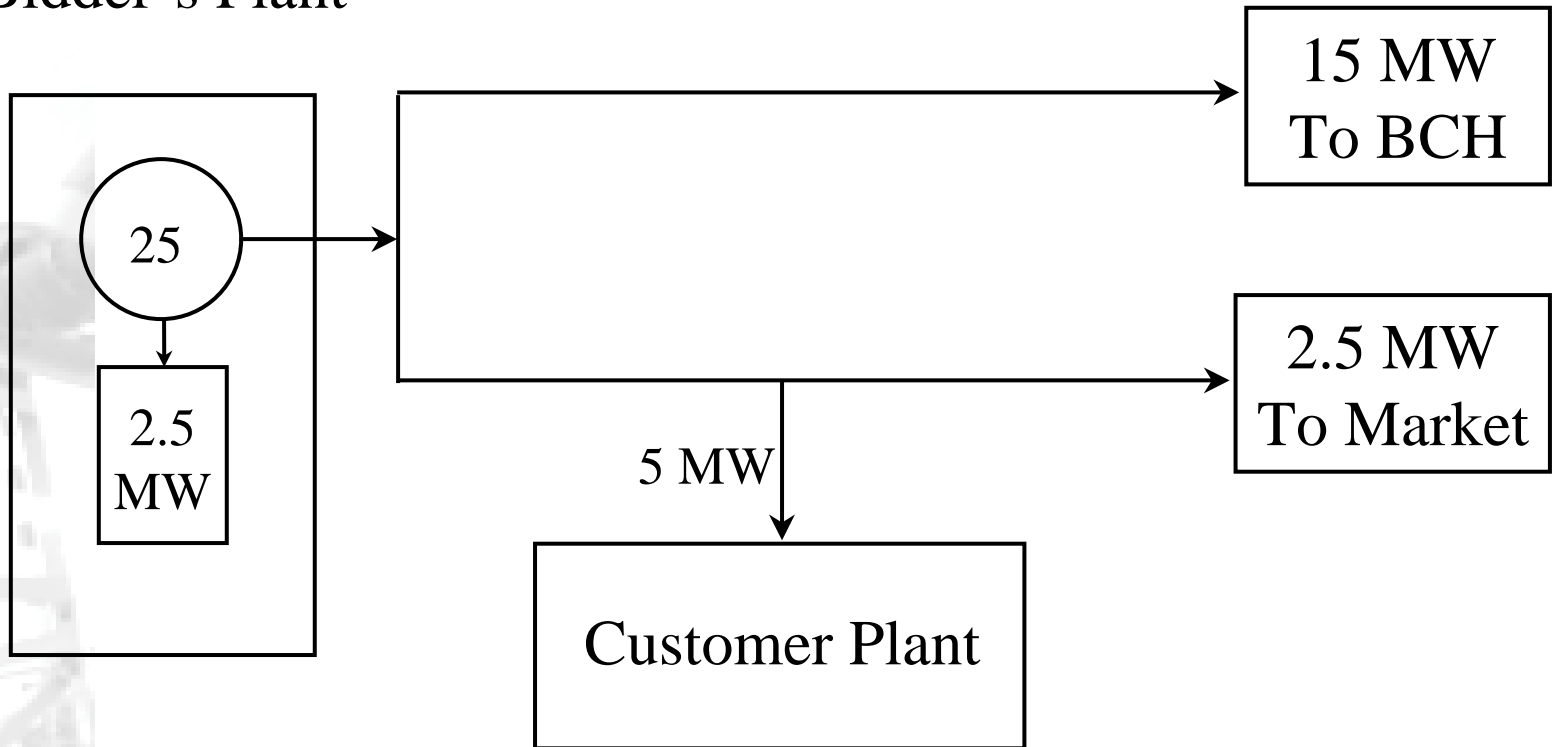 Bidder's Plant
15 MW
To BCH
25
2.5 MW
To Market
2.5
MW
5 MW
Customer Plant